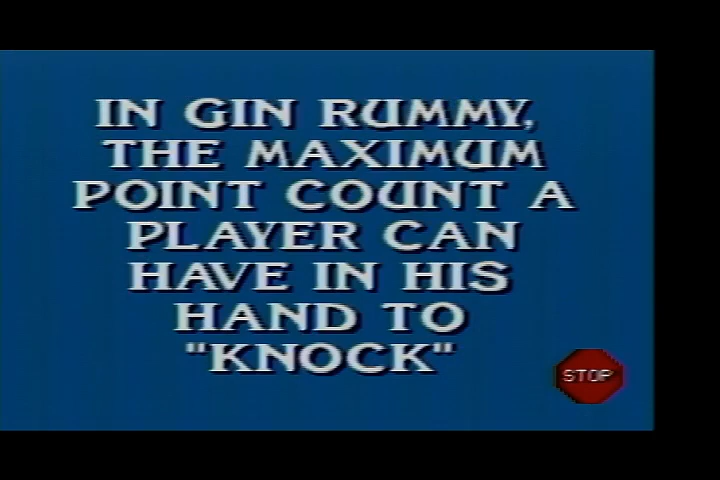 IN GIN RUMMY,
THE MAXIMUM
POINT COUNT A
PLAYER CAN
HAVE IN HIS
HAND TO
"KNOCK"
STOP